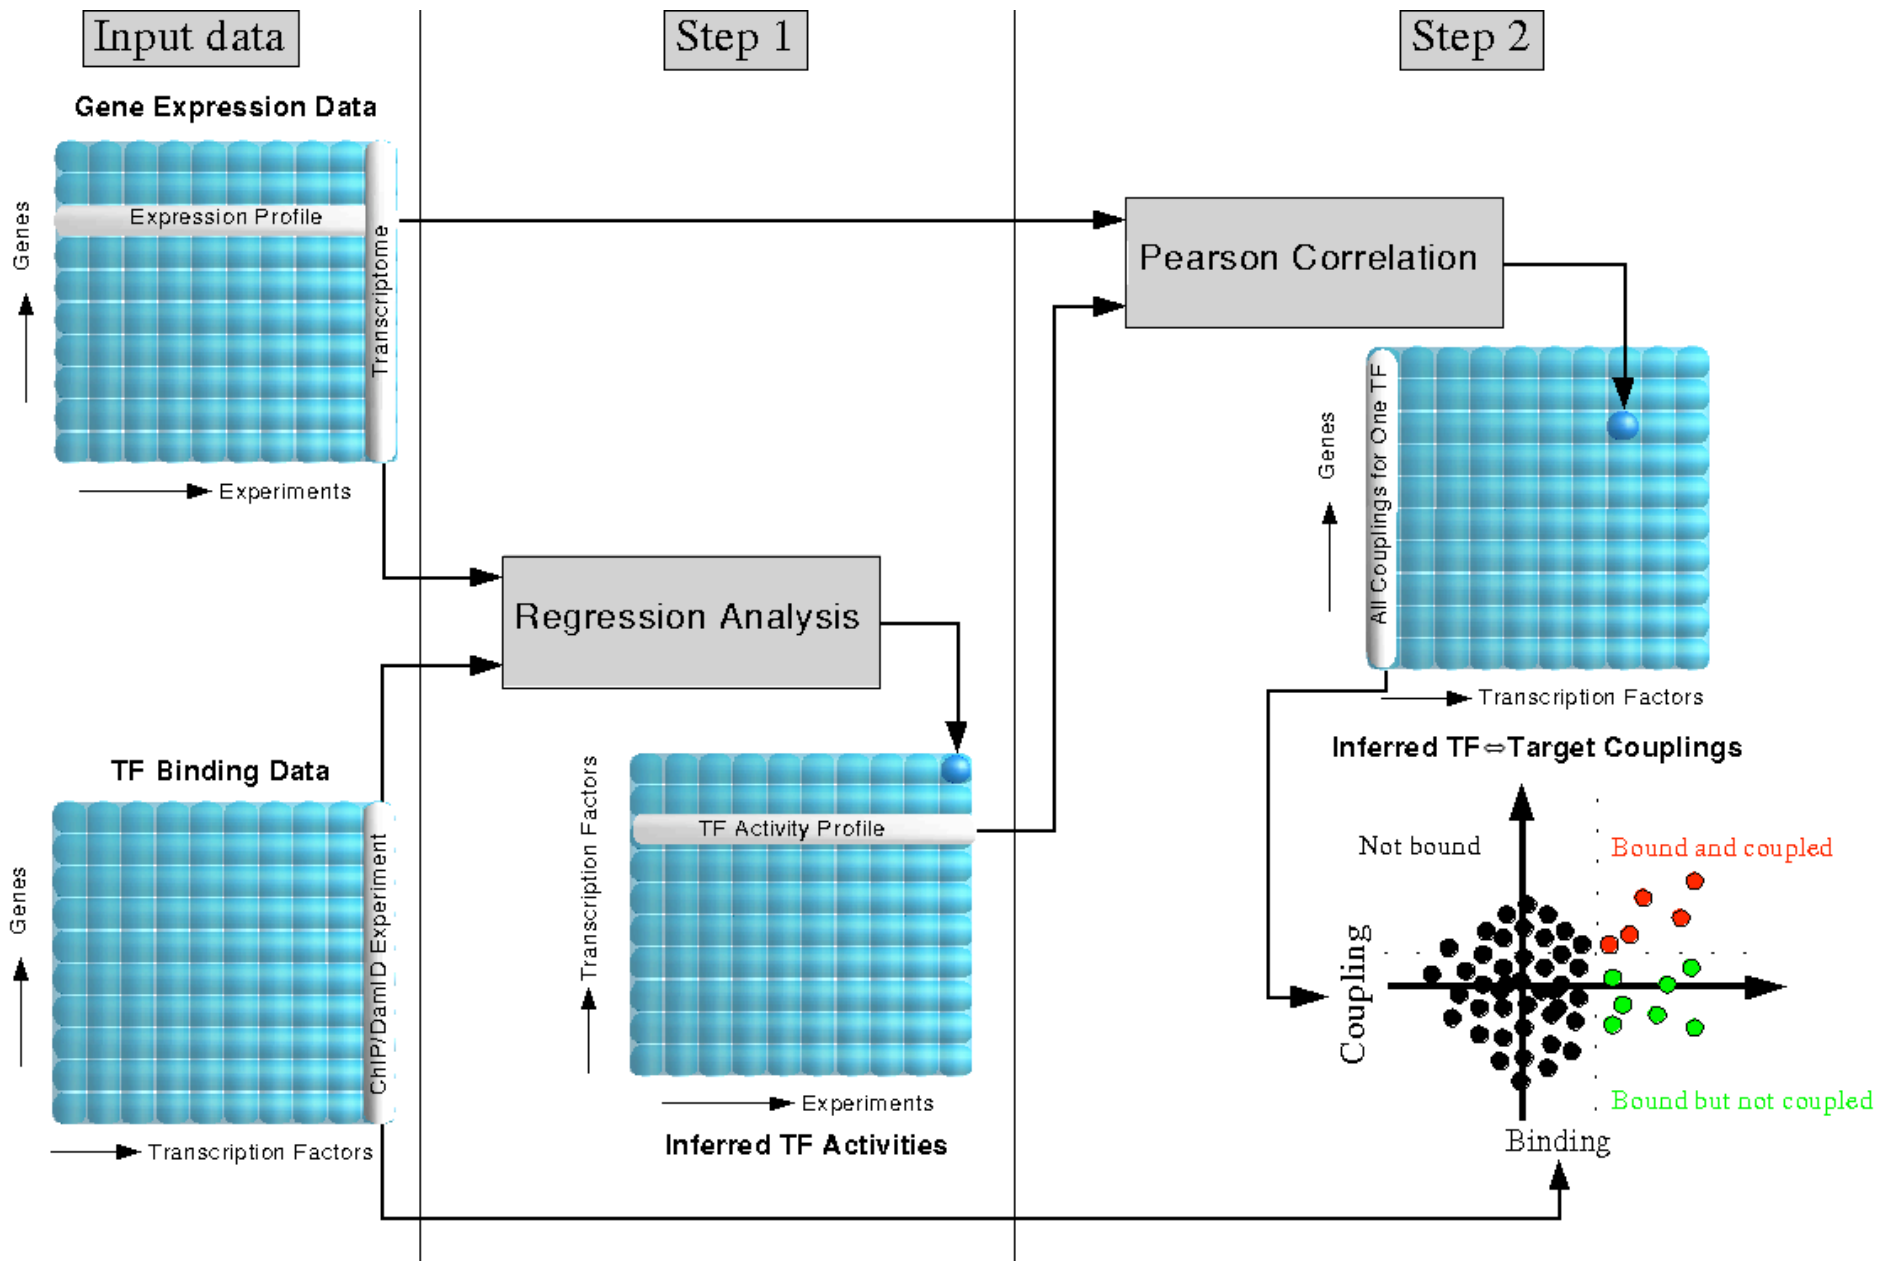 Input data
Step 1
Step 2
Gene Expression Data
Genes
Expression Profile
Transcriptome
Experiments
Pearson Correlation
Genes
All Couplings for One TF
Transcription Factors
Inferred TF⇔Target Couplings
Regression Analysis
TF Binding Data
Genes
ChIP/DamID Experiment
Transcription Factors
Transcription Factors
TF Activity Profile
Experiments
Inferred TF Activities
Not bound
Bound and coupled
Coupling
Bound but not coupled
Binding